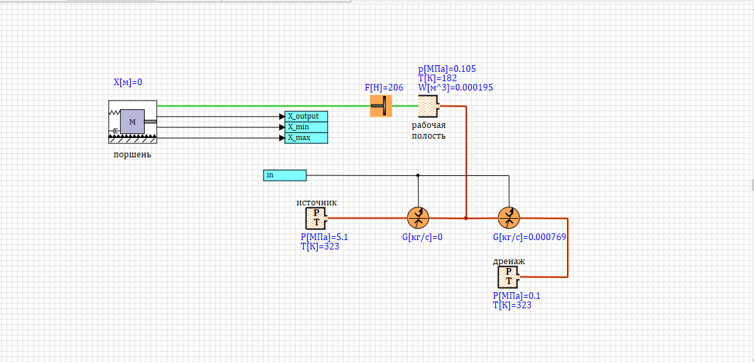 p[МПа]=0.105
T[K]=182
W[м^3]=0.000195
X[м]=0
F[H]=206
M
X_output
X_min
X_max
рабочая
полость
поршень
in
источник
P
T
P[МПа]=5.1
T[K]=323
G[кг/с]=0
G[кг/с]=0.000769
дренаж
P
T
P[МПа]=0.1
T[K]=323